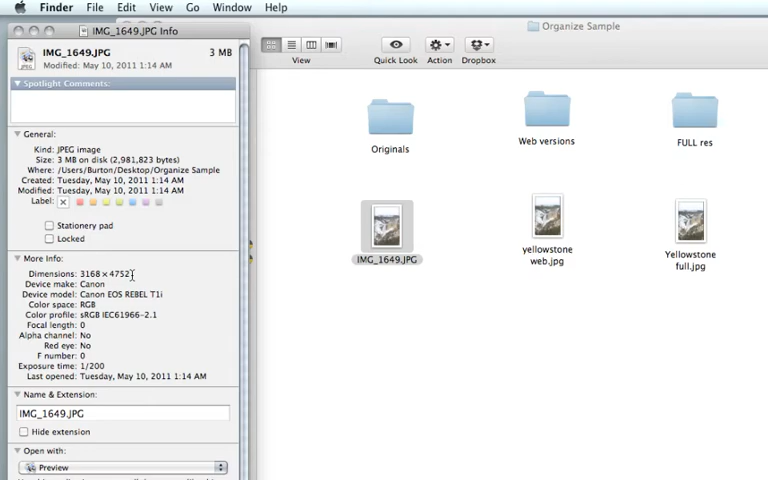 Finder File Edit View Go Window Help
IMG_1649.JPG Info
IMG_1649.JPG 3 MB
Modified: May 10, 2011 1:14 AM
Spotlight Comments:
General:
Kind: JPEG image
Size: 3 MB on disk (2,981,823 bytes)
Where: /Users/Burton/Desktop/Organize Sample
Created: Tuesday, May 10, 2011 1:14 AM
Modified: Tuesday, May 10, 2011 1:14 AM
Label:
Stationery pad
Locked
More Info:
Dimensions: 3168 × 4752
Device make: Canon
Device model: Canon EOS REBEL T1i
Color space: RGB
Color profile: sRGB IEC61966-2.1
Focal length: 0
Alpha channel: No
Red eye: No
F number: 0
Exposure time: 1/200
Last opened: Tuesday, May 10, 2011 1:14 AM
Name & Extension:
IMG_1649.JPG
Hide extension
Open with:
Preview
Organize Sample
View Quick Look Action Dropbox
Originals Web versions FULL res
IMG_1649.JPG
yellowstone
web.jpg
Yellowstone
full.jpg
JPEG